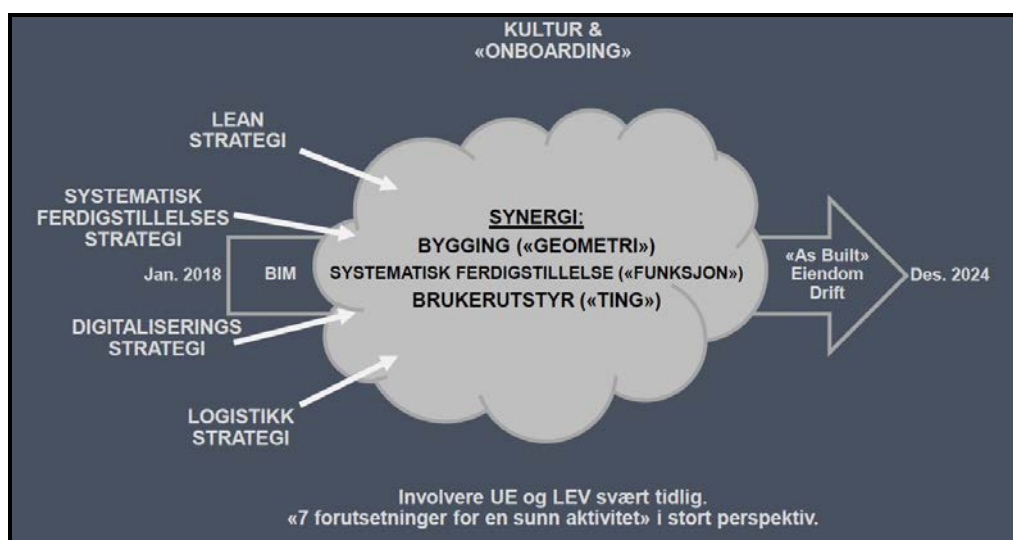 KULTUR &
«ONBOARDING»
LEAN
STRATEGI
SYSTEMATISK
FERDIGSTILLELSES
STRATEGI
Jan. 2018
BIM
DIGITALISERINGS
STRATEGI
LOGISTIKK
STRATEGI
SYNERGI:
BYGGING («GEOMETRI»)
SYSTEMATISK FERDIGSTILLELSE («FUNKSJON»)
BRUKERUTSTYR («TING»)
«As Built»
Eiendom
Drift
Des. 2024
Involvere UE og LEV svært tidlig.
«7 forutsetninger for en sunn aktivitet» i stort perspektiv.